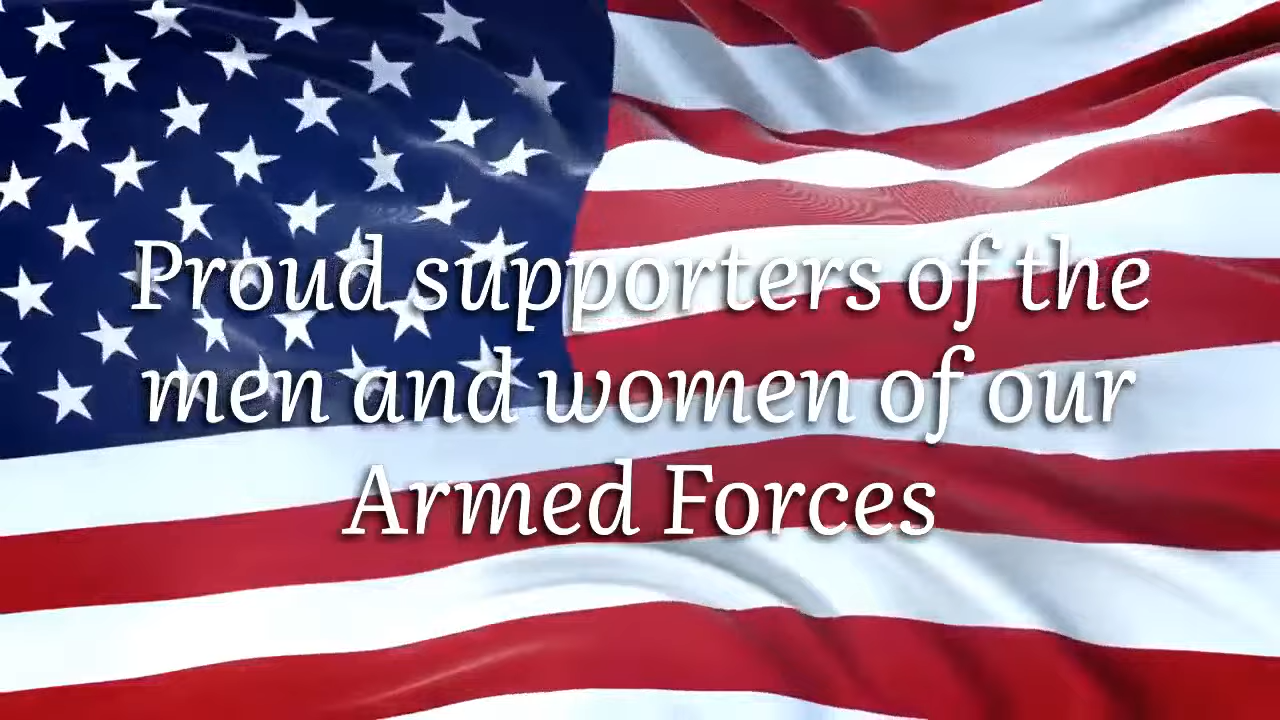 Proud supporters of the
men and women of our
Armed Forces